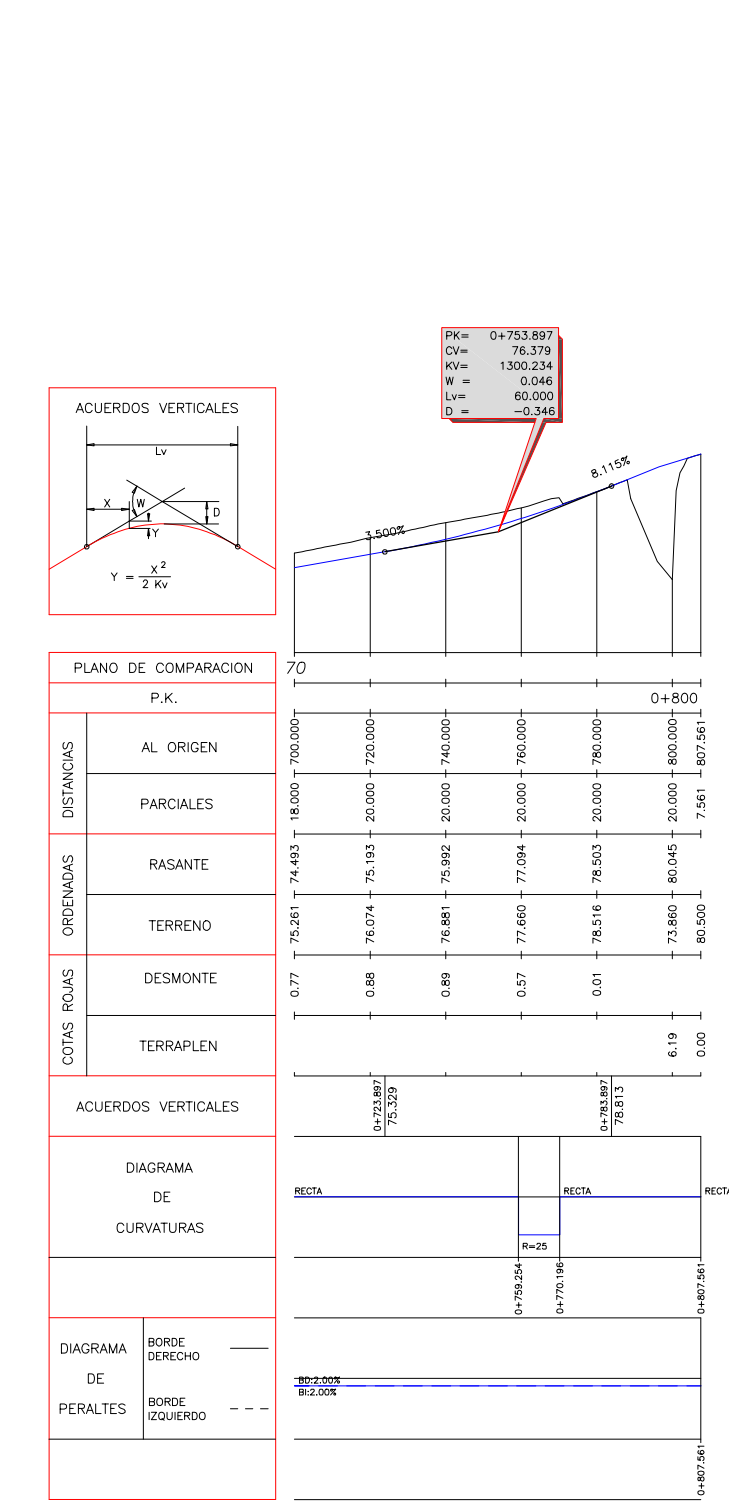 PK= 0+753.897
CV= 76.379
KV= 1300.234
W = 0.046
Lv= 60.000
D = −0.346
ACUERDOS VERTICALES
Lv
X
W
D
Y
Y = X 2
2 Kv
3.500%
8.115%
PLANO DE COMPARACION 70
P.K. 0+800
DISTANCIAS
AL ORIGEN 700.000 720.000 740.000 760.000 780.000 800.000 807.561
PARCIALES 18.000 20.000 20.000 20.000 20.000 20.000 7.561
ORDENADAS
RASANTE 74.493 75.193 75.992 77.094 78.503 80.045
TERRENO 75.261 76.074 76.881 77.660 78.516 73.860 80.500
COTAS ROJAS
DESMONTE 0.77 0.88 0.89 0.57 0.01
TERRAPLEN 6.19 0.00
ACUERDOS VERTICALES 0+723.897 75.329 0+783.897 78.813
DIAGRAMA
DE
CURVATURAS
RECTA RECTA RECTA
R=25
0+759.254 0+770.196 0+807.561
DIAGRAMA
DE
PERALTES
BORDE
DERECHO
BORDE
IZQUIERDO
BD:2.00%
BI:2.00%
0+807.561